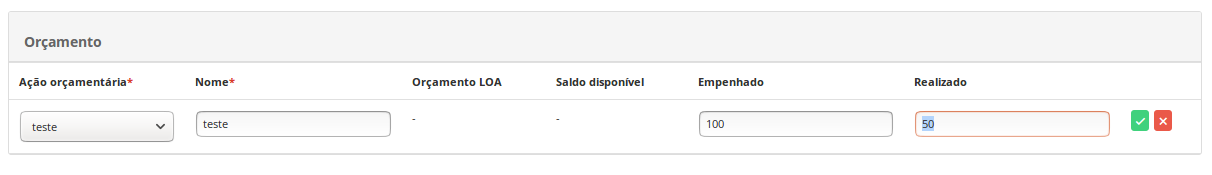 Orçamento
Ação orçamentária* Nome* Orçamento LOA Saldo disponível Empenhado Realizado
teste teste - - 100 50